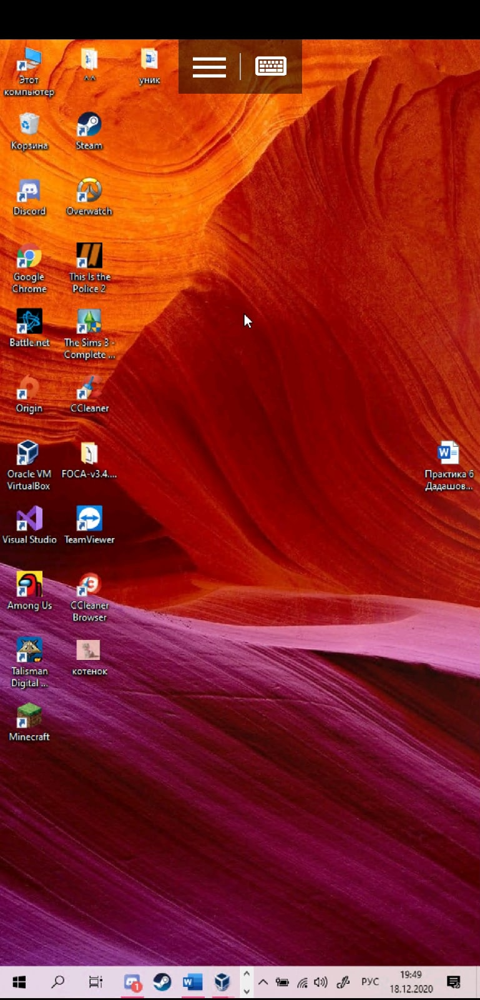 Этот
компьютер
^^
уник
Корзина
Steam
Discord
Overwatch
Google
Chrome
This Is the
Police 2
Battle.net
The Sims 3 -
Complete ...
Origin
CCleaner
Oracle VM
VirtualBox
FOCA-v3.4....
Практика 6
Дадашов...
Visual Studio
TeamViewer
Among Us
CCleaner
Browser
Talisman
Digital ...
котенок
Minecraft
1
РУС
19:49
18.12.2020